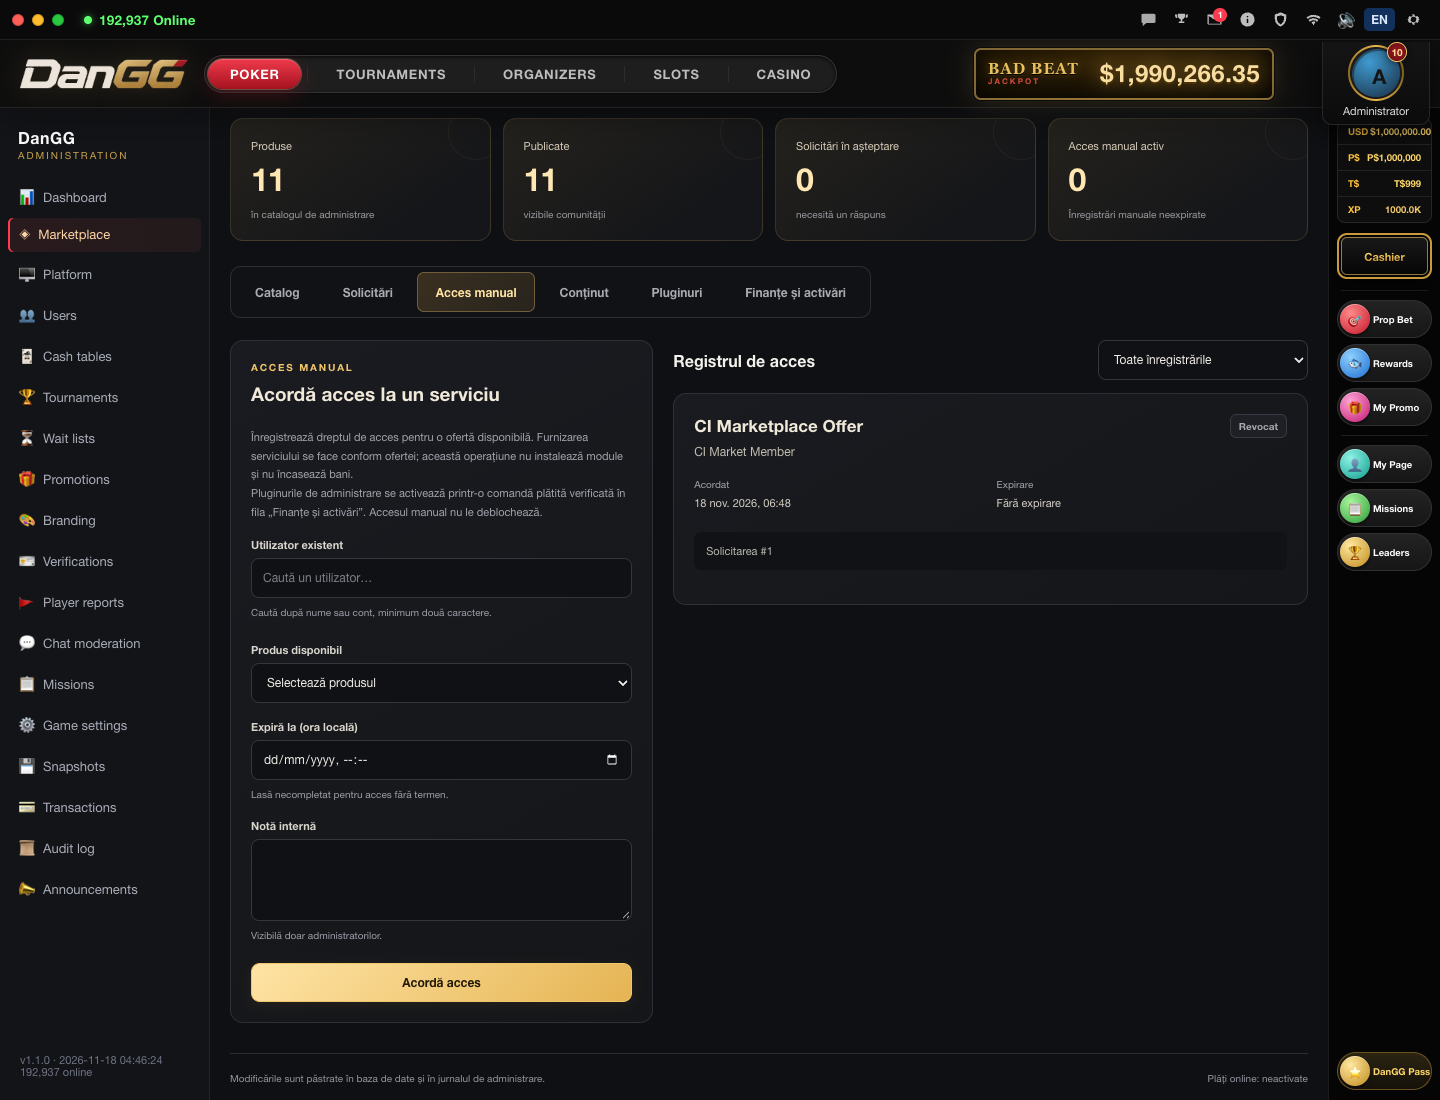 192,937 Online
1
EN
DanGG
POKER
TOURNAMENTS
ORGANIZERS
SLOTS
CASINO
BAD BEAT
JACKPOT
$1,990,266.35
A
10
Administrator
DanGG
ADMINISTRATION
Dashboard
Marketplace
Platform
Users
Cash tables
Tournaments
Wait lists
Promotions
Branding
Verifications
Player reports
Chat moderation
Missions
Game settings
Snapshots
Transactions
Audit log
Announcements
v1.1.0 · 2026-11-18 04:46:24
192,937 online
Produse
11
în catalogul de administrare
Publicate
11
vizibile comunității
Solicitări în așteptare
0
necesită un răspuns
Acces manual activ
0
Înregistrări manuale neexpirate
Catalog
Solicitări
Acces manual
Conținut
Pluginuri
Finanțe și activări
ACCES MANUAL
Acordă acces la un serviciu
Înregistrează dreptul de acces pentru o ofertă disponibilă. Furnizarea
serviciului se face conform ofertei; această operațiune nu instalează module
și nu încasează bani.
Pluginurile de administrare se activează printr-o comandă plătită verificată în
fila „Finanțe și activări”. Accesul manual nu le deblochează.
Utilizator existent
Caută un utilizator...
Caută după nume sau cont, minimum două caractere.
Produs disponibil
Selectează produsul
Expiră la (ora locală)
dd/mm/yyyy, --:--
Lasă necompletat pentru acces fără termen.
Notă internă
Vizibilă doar administratorilor.
Acordă acces
Registrul de acces
Toate înregistrările
CI Marketplace Offer
Revocat
CI Market Member
Acordat
Expirare
18 nov. 2026, 06:48
Fără expirare
Solicitarea #1
Modificările sunt păstrate în baza de date și în jurnalul de administrare.
Plăți online: neactivate
USD $1,000,000.00
P$ P$1,000,000
T$ T$999
XP 1000.0K
Cashier
Prop Bet
Rewards
My Promo
My Page
Missions
Leaders
DanGG Pass